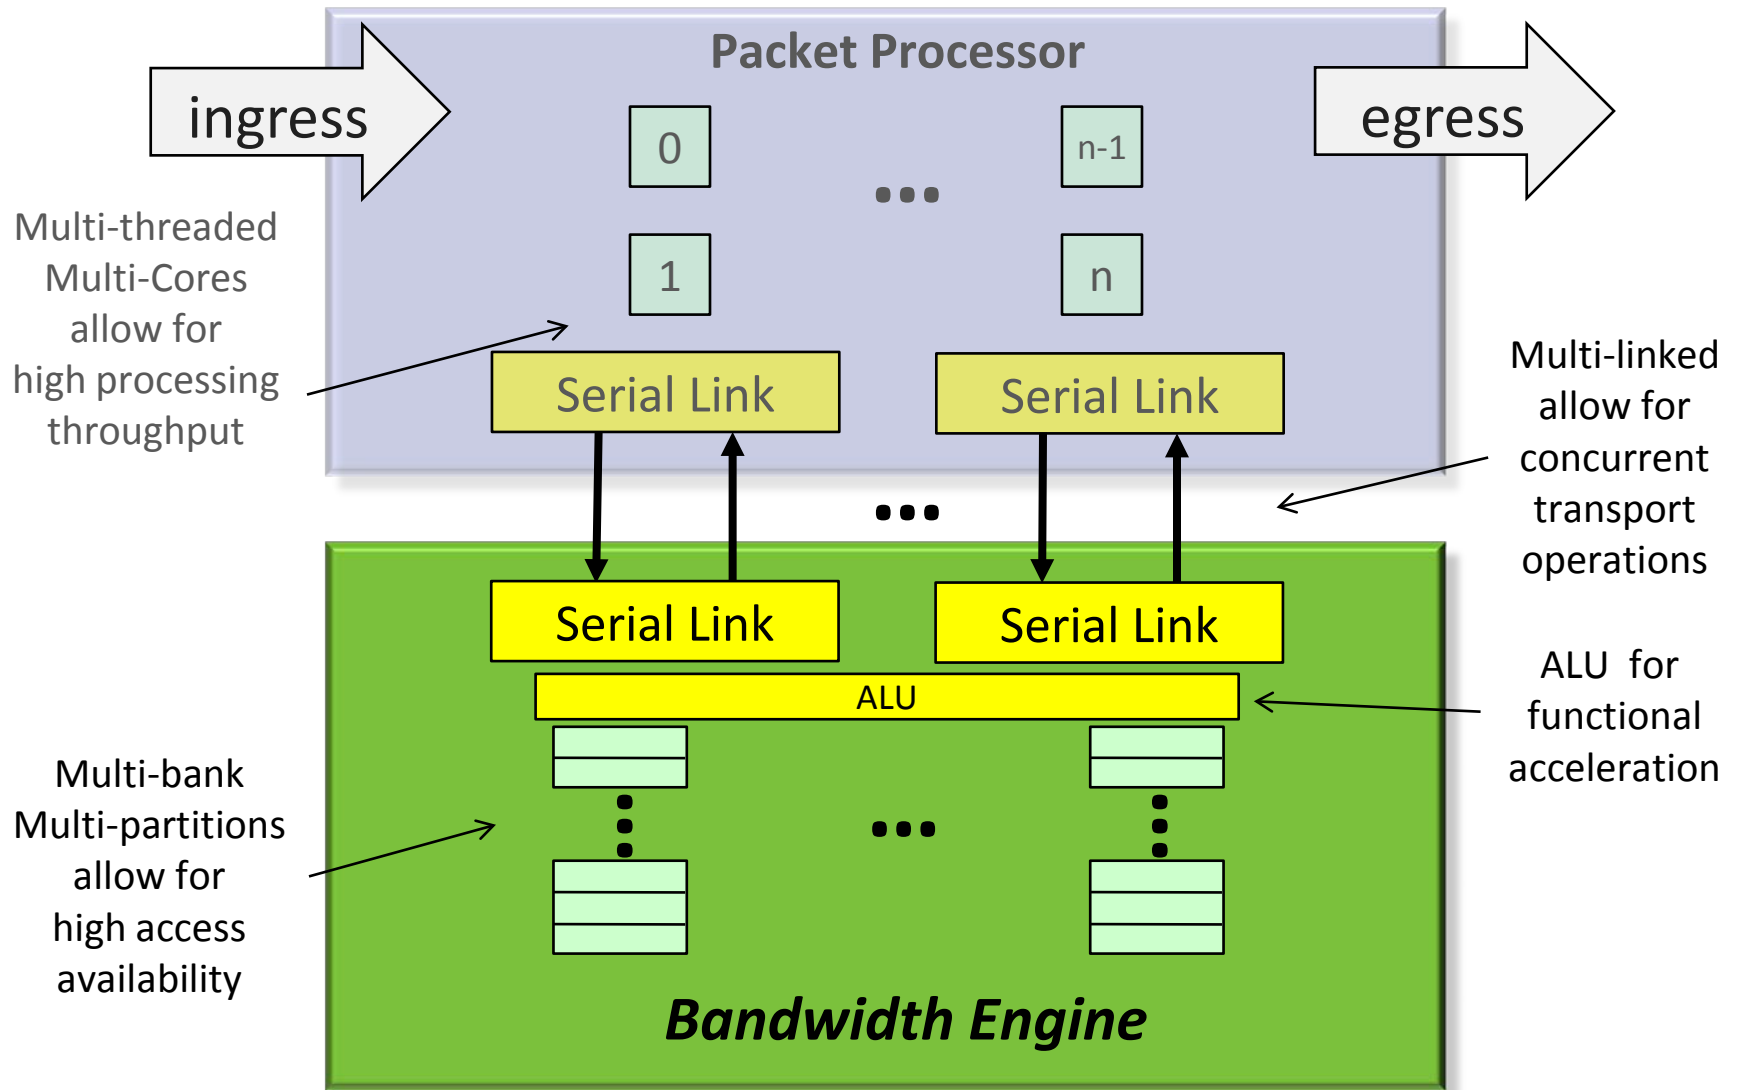 Packet Processor
ingress
egress
0
n-1
...
1
n
Multi-threaded
Multi-Cores
allow for
high processing
throughput
Serial Link
Serial Link
Multi-linked
allow for
concurrent
transport
operations
...
Serial Link
Serial Link
ALU
ALU for
functional
acceleration
Multi-bank
Multi-partitions
allow for
high access
availability
...
Bandwidth Engine